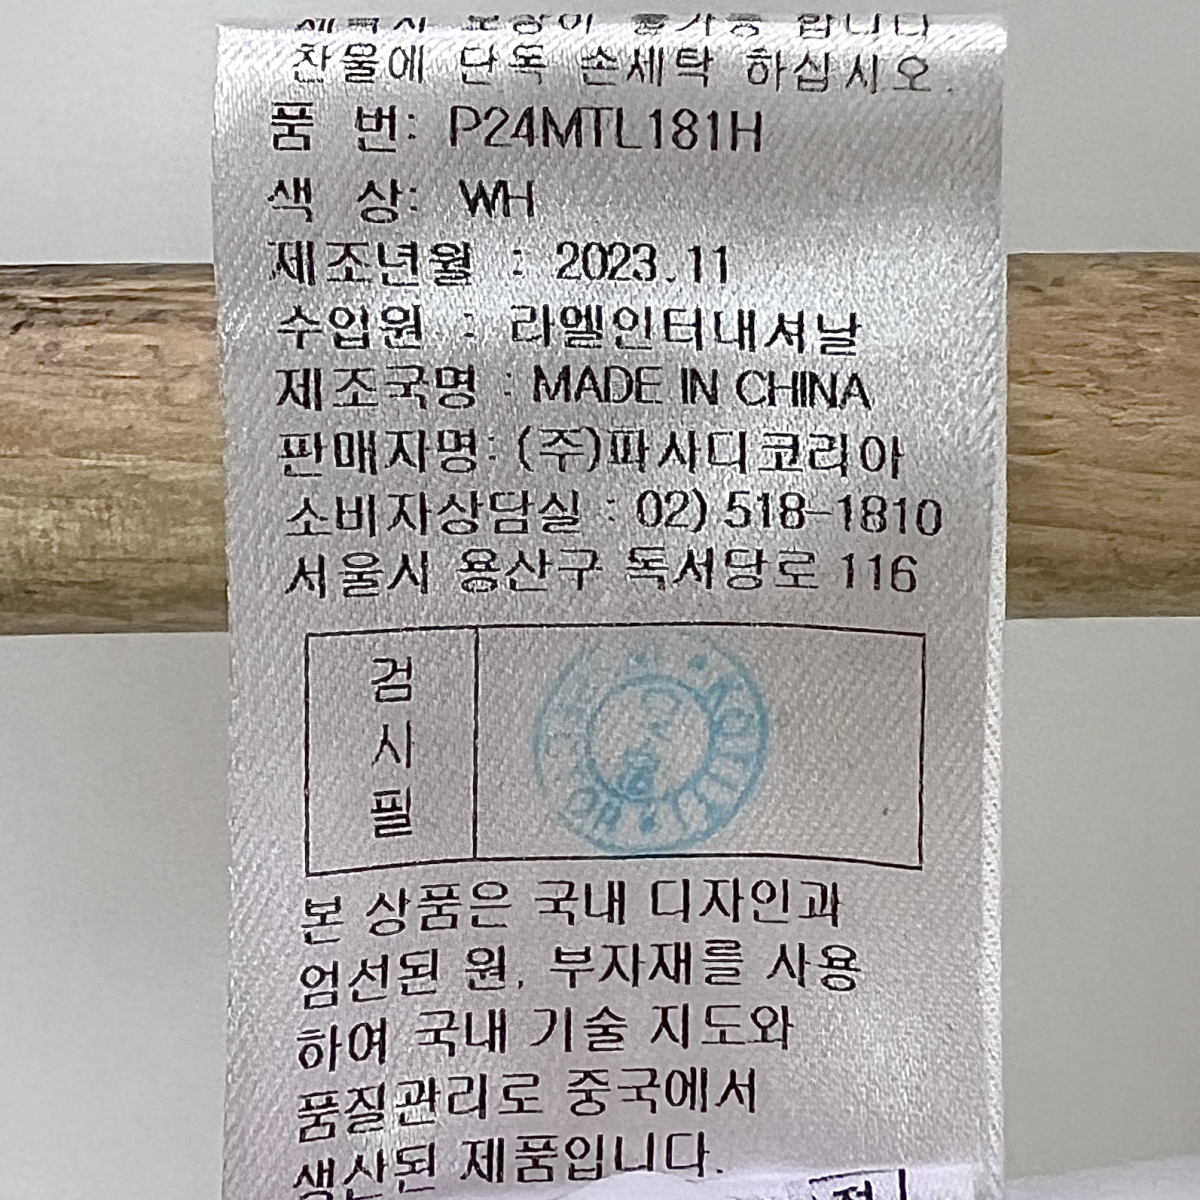 찬물에 단독 손세탁 하십시오.
품 번: P24MTL181H
색 상: WH
제조년월 : 2023.11
수입원 : 라엘인터내셔날
제조국명 : MADE IN CHINA
판매자명: (주)파사디코리아
소비자상담실 : 02) 518-1810
서울시 용산구 독서당로 116
검
시
필
본 상품은 국내 디자인과
엄선된 원, 부자재를 사용
하여 국내 기술 지도와
품질관리로 중국에서
생산된 제품입니다.